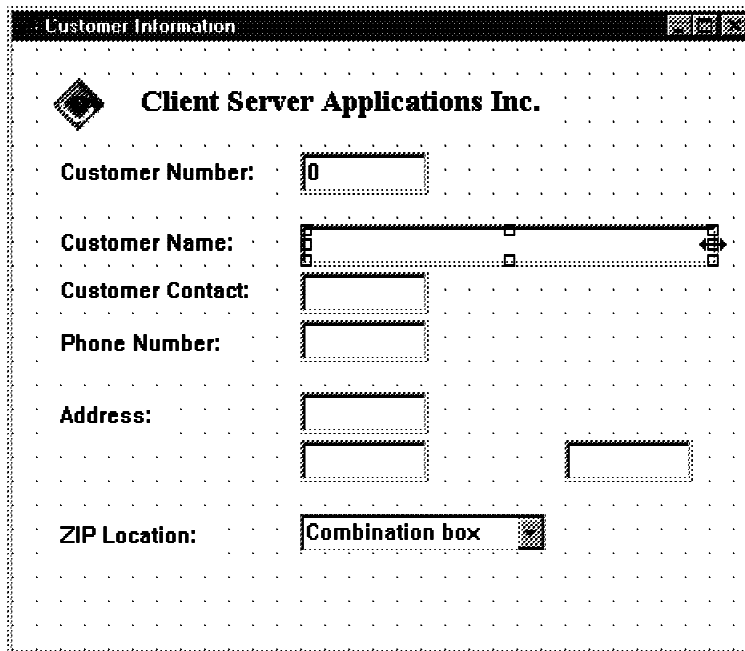 Customer Information
Client Server Applications Inc.
Customer Number: 0
Customer Name:
Customer Contact:
Phone Number:
Address:
ZIP Location: Combination box